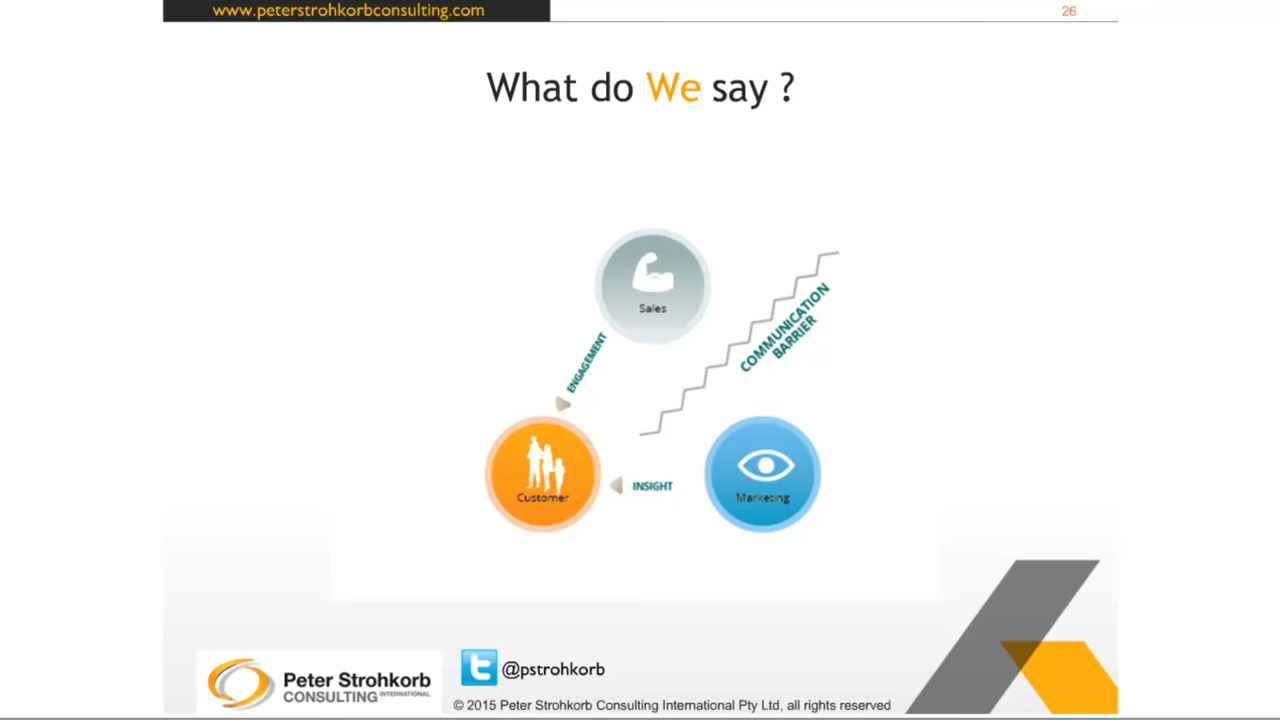 www.peterstrohkorbconsulting.com
26
What do We say ?
Sales
COMMUNICATION
BARRIER
ENGAGEMENT
Customer
INSIGHT
Marketing
Peter Strohkorb
CONSULTING INTERNATIONAL
@pstrohkorb
© 2015 Peter Strohkorb Consulting International Pty Ltd, all rights reserved